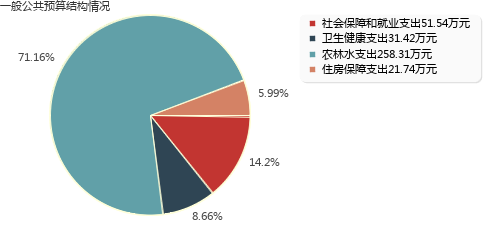 一般公共预算结构情况
社会保障和就业支出51.54万元
卫生健康支出31.42万元
农林水支出258.31万元
住房保障支出21.74万元
71.16%
5.99%
14.2%
8.66%